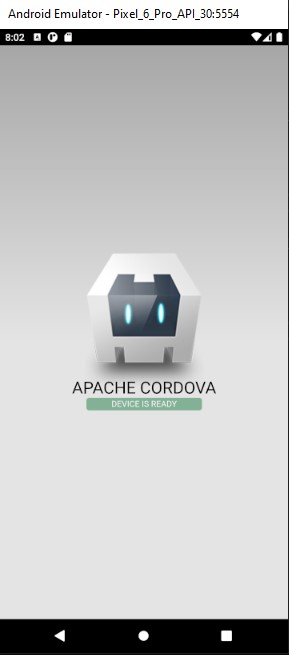 Android Emulator - Pixel_6_Pro_API_30:5554
8:02
APACHE CORDOVA
DEVICE IS READY